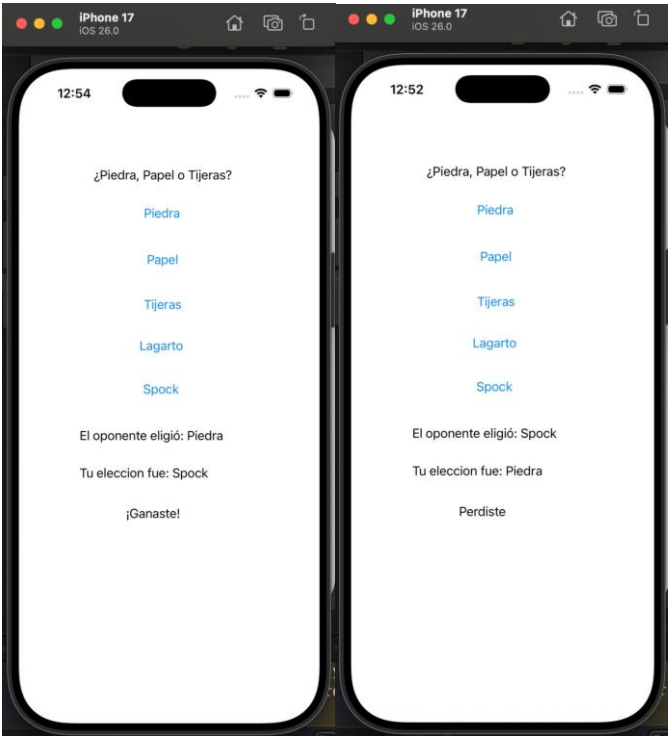 iPhone 17
iOS 26.0
12:54
¿Piedra, Papel o Tijeras?
Piedra
Papel
Tijeras
Lagarto
Spock
El oponente eligió: Piedra
Tu eleccion fue: Spock
¡Ganaste!
iPhone 17
iOS 26.0
12:52
¿Piedra, Papel o Tijeras?
Piedra
Papel
Tijeras
Lagarto
Spock
El oponente eligió: Spock
Tu eleccion fue: Piedra
Perdiste